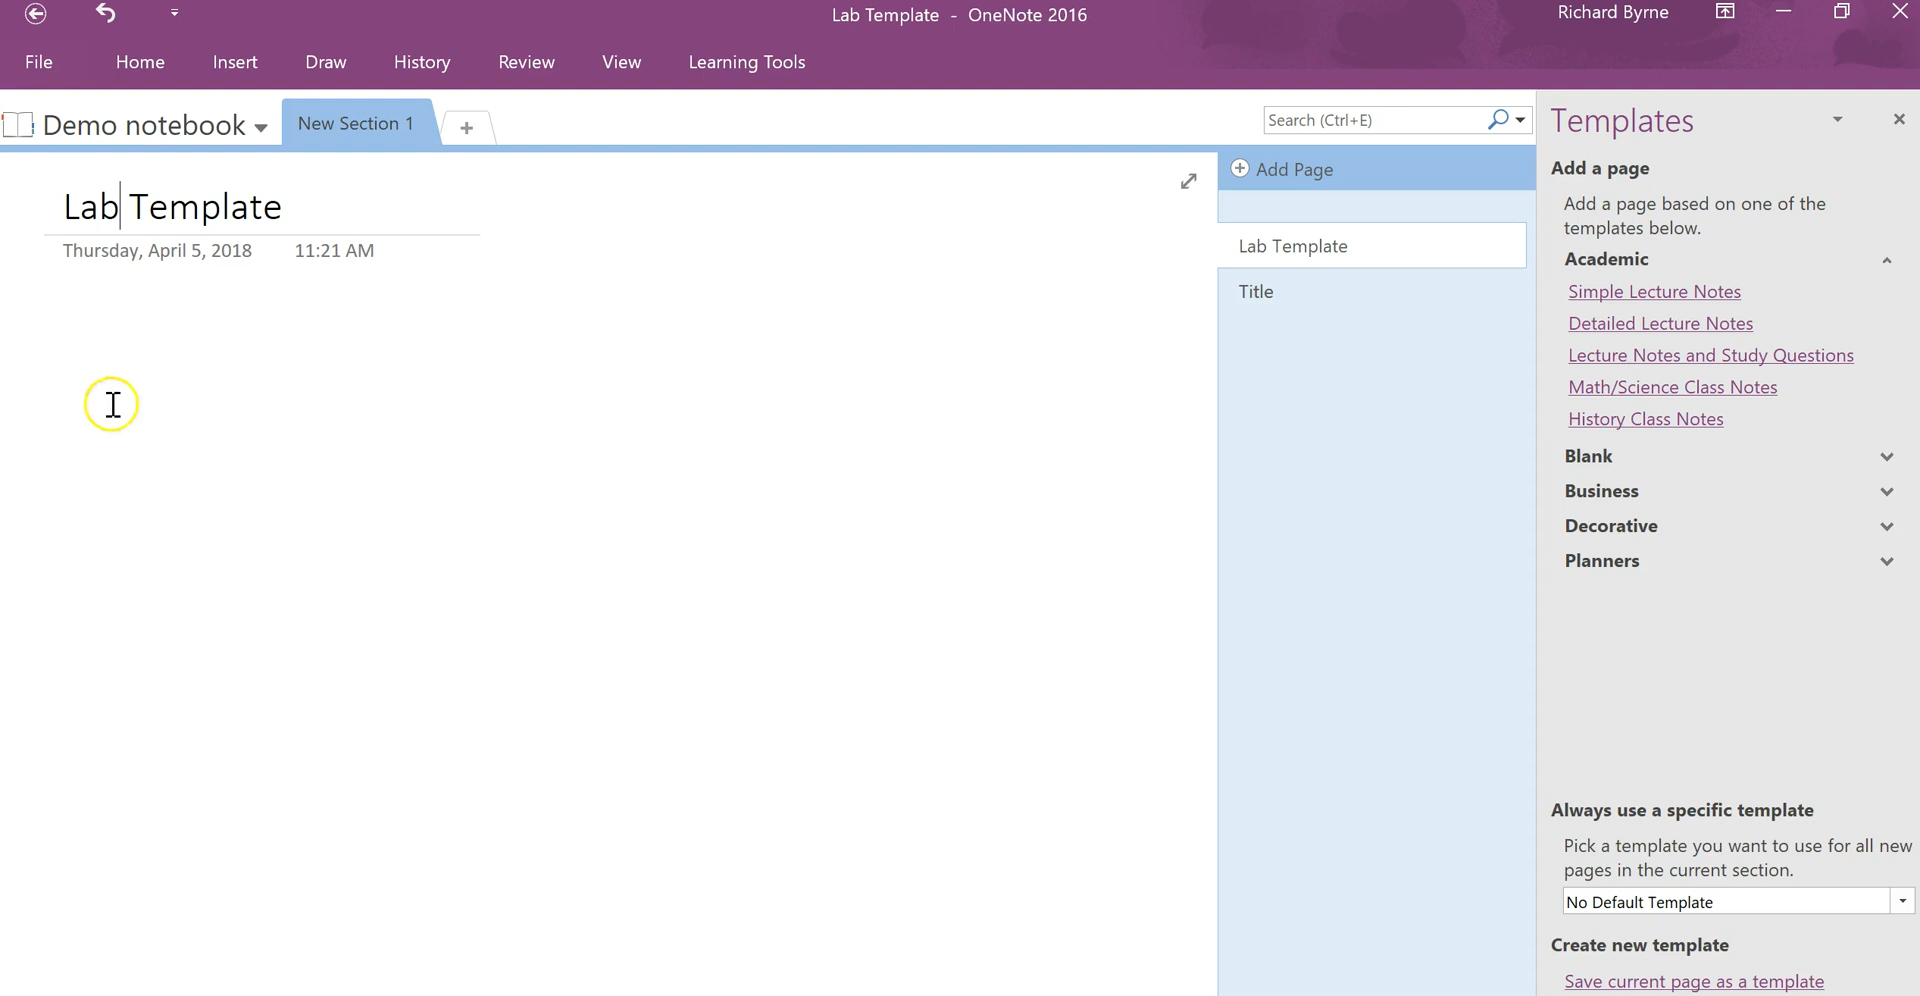 Lab Template - OneNote 2016
Richard Byrne
File Home Insert Draw History Review View Learning Tools
Demo notebook
New Section 1
Search (Ctrl+E)
Lab Template
Thursday, April 5, 2018 11:21 AM
Add Page
Lab Template
Title
Templates
Add a page
Add a page based on one of the
templates below.
Academic
Simple Lecture Notes
Detailed Lecture Notes
Lecture Notes and Study Questions
Math/Science Class Notes
History Class Notes
Blank
Business
Decorative
Planners
Always use a specific template
Pick a template you want to use for all new
pages in the current section.
No Default Template
Create new template
Save current page as a template